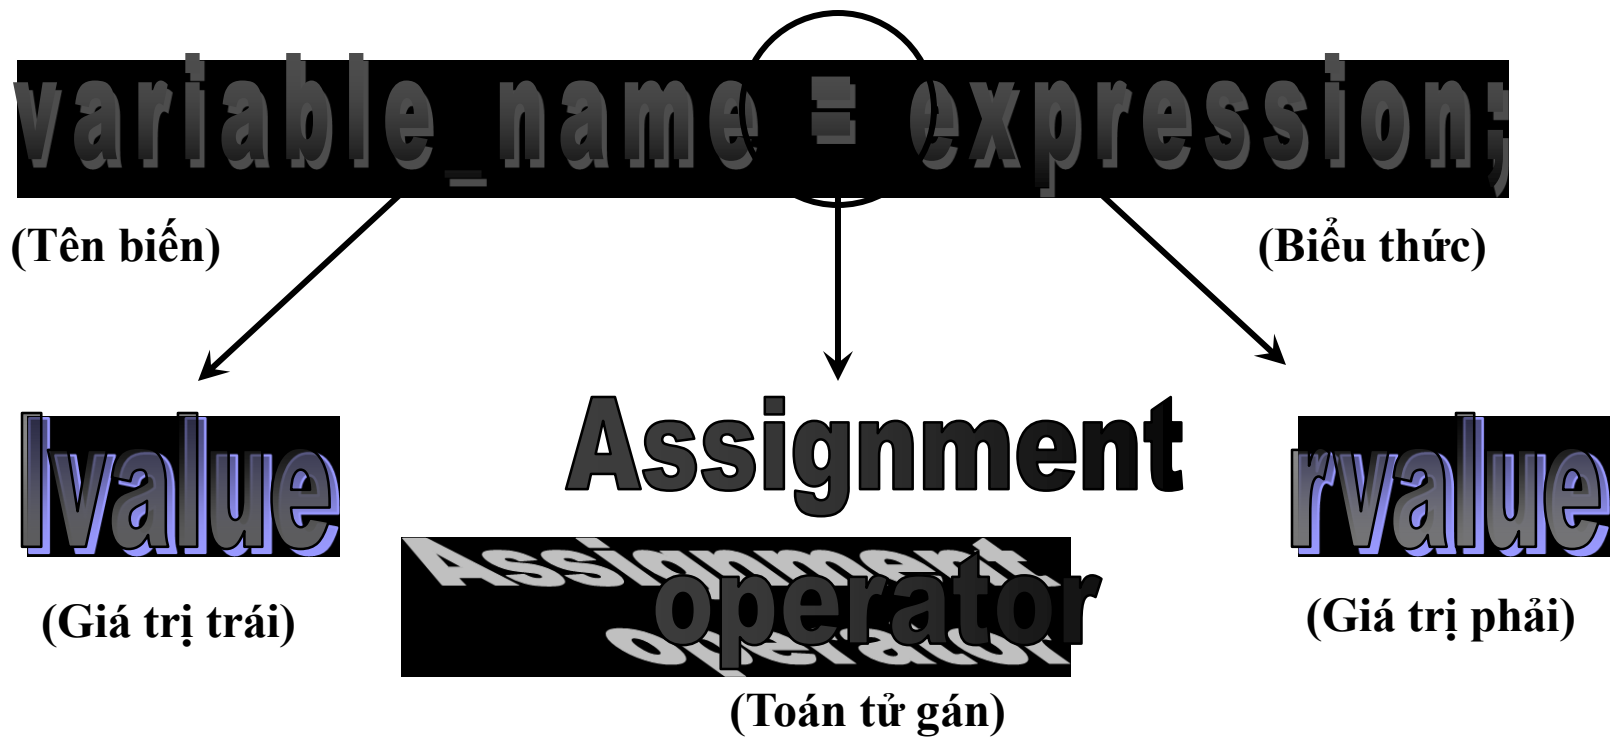 variable_name = expression;
(Tên biến)
(Biểu thức)
lvalue
Assignment
operator
rvalue
(Giá trị trái)
(Giá trị phải)
(Toán tử gán)